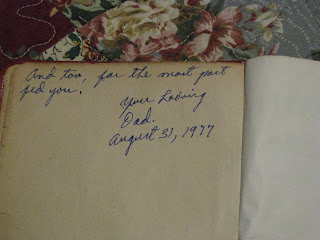 And too, for the most part
fed you.
Your Loving
Dad.
August 31, 1977